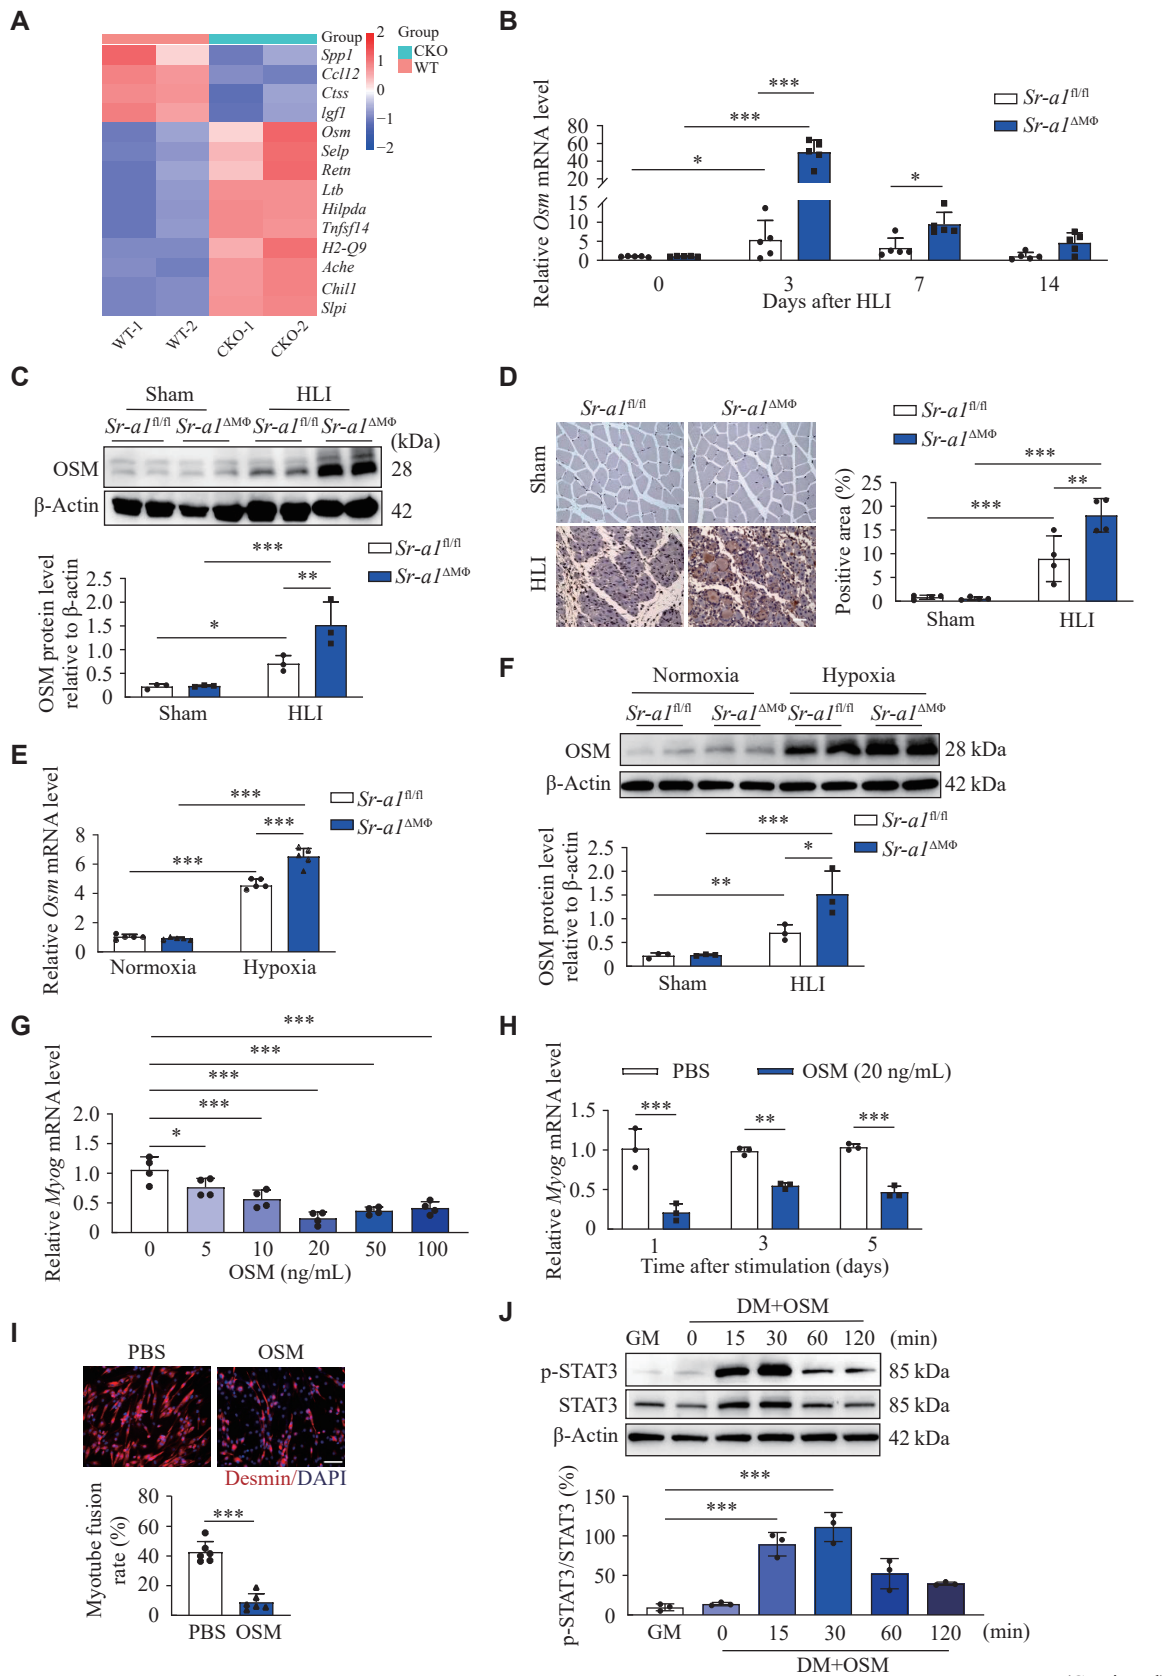 A
Group
Spp1
Ccl12
Ctss
Igf1
Osm
Selp
Retn
Ltb
Hilpda
Tnfsf14
H2-Q9
Ache
Chil1
Slpi
2
1
0
−1
−2
Group
CKO
WT
WT-1 WT-2 CKO-1 CKO-2
B
Relative Osm mRNA level
80
60
40
20
15
10
5
0
*
***
***
*
Sr-a1fl/fl
Sr-a1ΔMΦ
0 3 7 14
Days after HLI
C
Sham HLI
Sr-a1fl/fl Sr-a1ΔMΦ Sr-a1fl/fl Sr-a1ΔMΦ
(kDa)
OSM 28
β-Actin 42
OSM protein level
relative to β-actin
2.5
2.0
1.5
1.0
0.5
0
*
***
**
Sr-a1fl/fl
Sr-a1ΔMΦ
Sham HLI
D
Sr-a1fl/fl Sr-a1ΔMΦ
Sham
HLI
Sr-a1fl/fl
Sr-a1ΔMΦ
Positive area (%)
25
20
15
10
5
0
***
***
**
Sham HLI
E
Relative Osm mRNA level
8
6
4
2
0
***
***
***
Sr-a1fl/fl
Sr-a1ΔMΦ
Normoxia Hypoxia
F
Normoxia Hypoxia
Sr-a1fl/fl Sr-a1ΔMΦ Sr-a1fl/fl Sr-a1ΔMΦ
OSM 28 kDa
β-Actin 42 kDa
OSM protein level
relative to β-actin
2.5
2.0
1.5
1.0
0.5
0
**
***
*
Sr-a1fl/fl
Sr-a1ΔMΦ
Sham HLI
G
Relative Myog mRNA level
2.0
1.5
1.0
0.5
0
***
***
***
***
*
0 5 10 20 50 100
OSM (ng/mL)
H
PBS OSM (20 ng/mL)
Relative Myog mRNA level
1.5
1.0
0.5
0
*** ** ***
1 3 5
Time after stimulation (days)
I
PBS OSM
Desmin/DAPI
Myotube fusion
rate (%)
80
60
40
20
0
***
PBS OSM
J
DM+OSM
GM 0 15 30 60 120 (min)
p-STAT3 85 kDa
STAT3 85 kDa
β-Actin 42 kDa
p-STAT3/STAT3 (%)
150
100
50
0
***
***
GM 0 15 30 60 120 (min)
DM+OSM